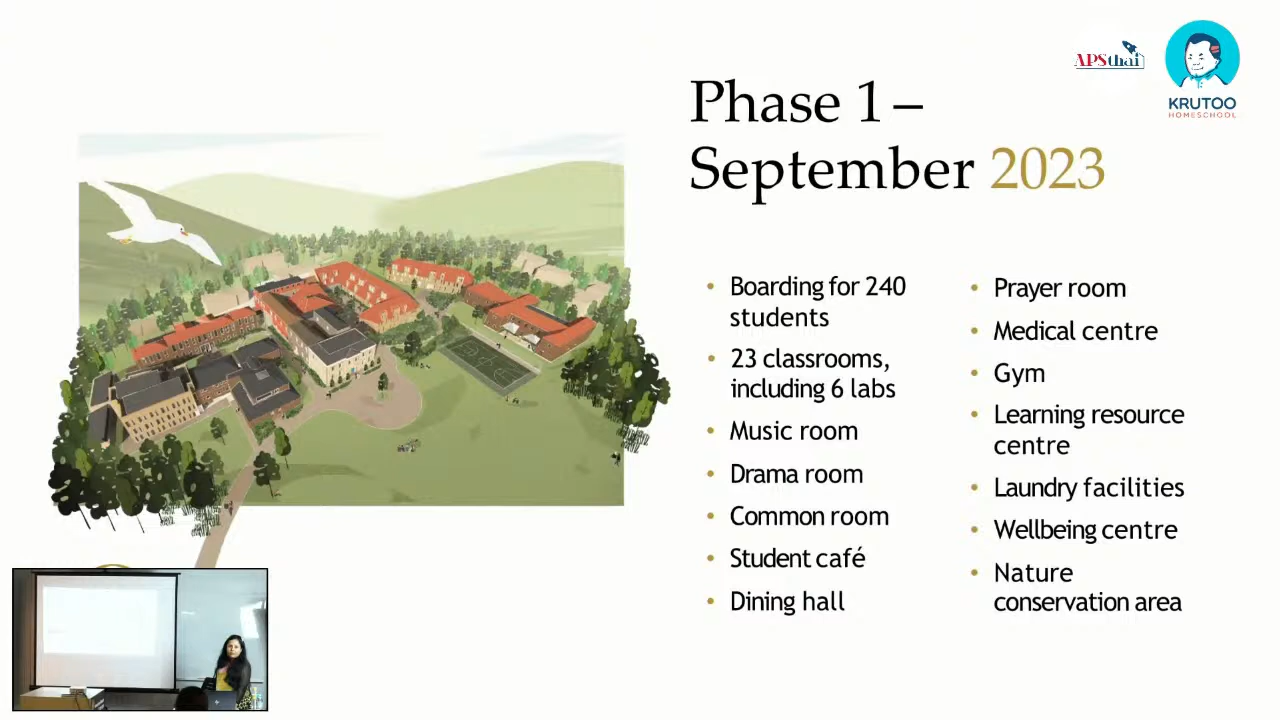 APSthai
KRUTOO
HOMESCHOOL
Phase 1 –
September 2023
• Boarding for 240
students
• 23 classrooms,
including 6 labs
• Music room
• Drama room
• Common room
• Student café
• Dining hall
• Prayer room
• Medical centre
• Gym
• Learning resource
centre
• Laundry facilities
• Wellbeing centre
• Nature
conservation area